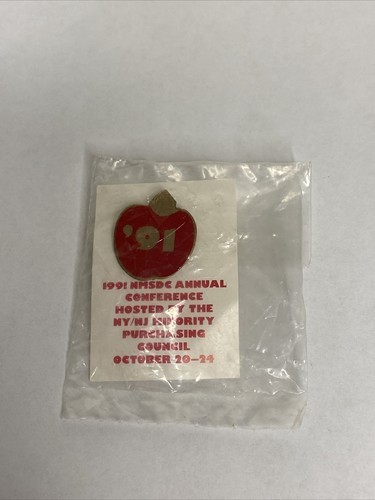 '91
1991 NMSDC ANNUAL
CONFERENCE
HOSTED BY THE
NY/NJ MINORITY
PURCHASING
COUNCIL
OCTOBER 20-24